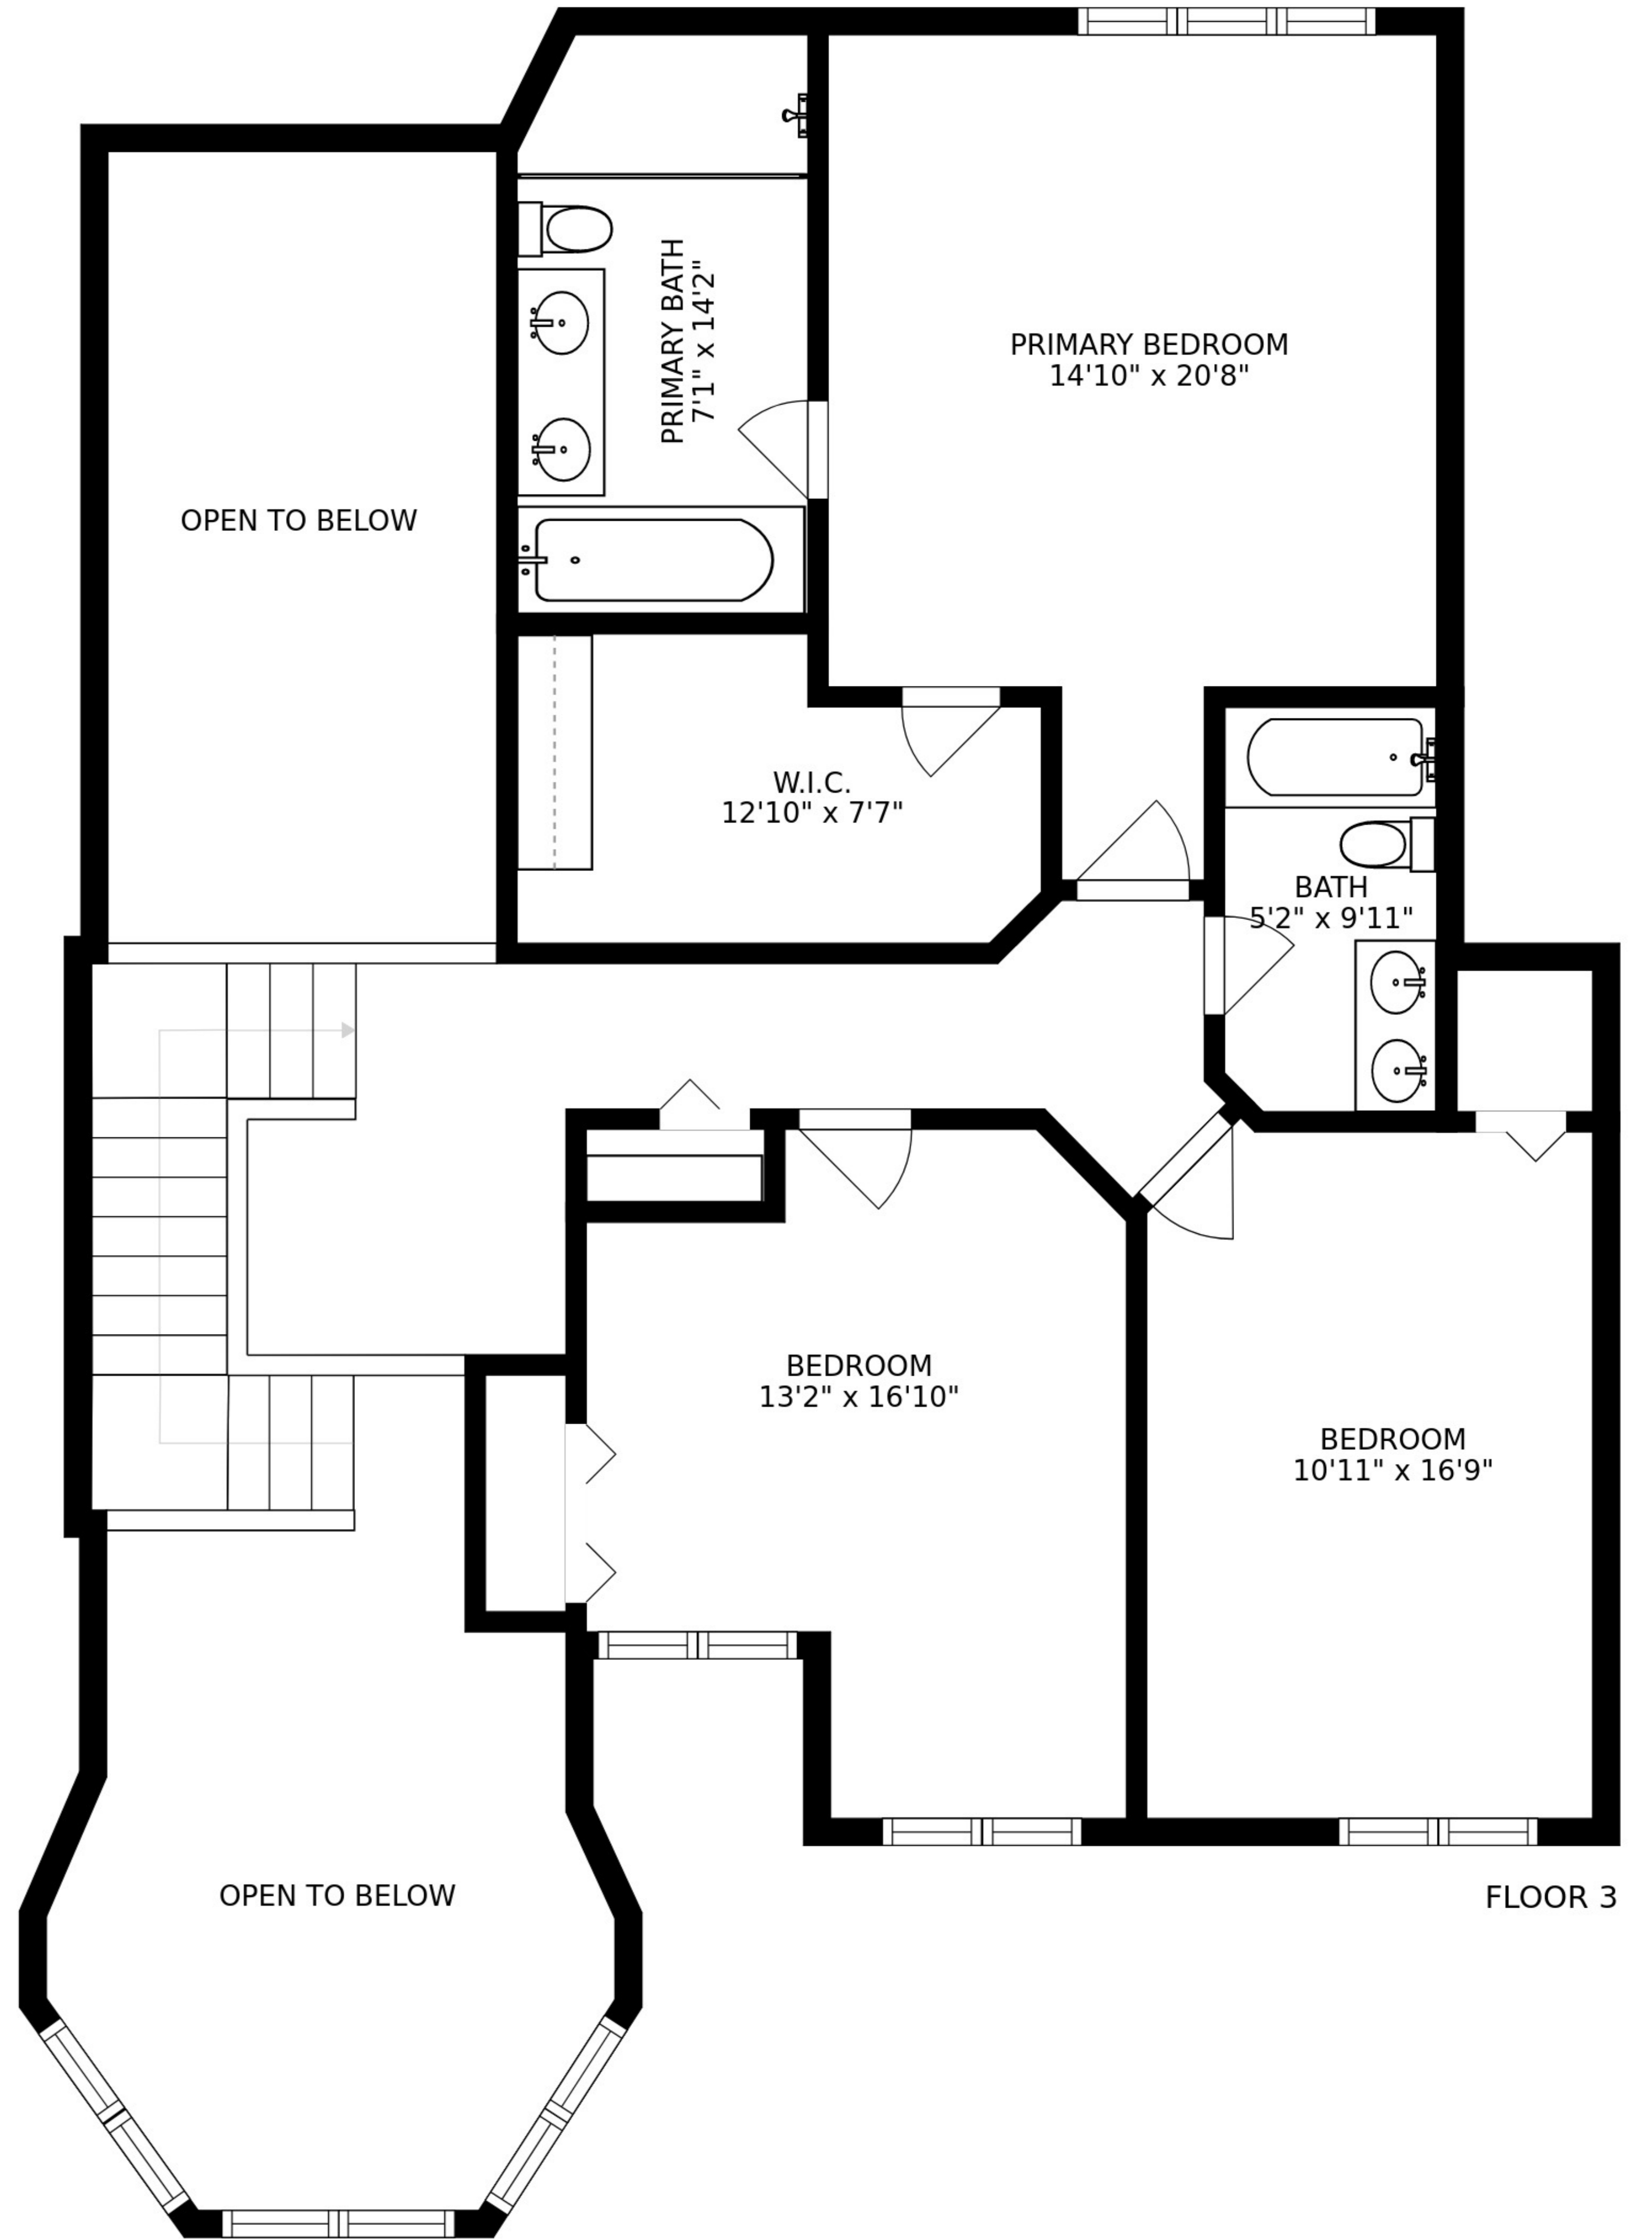 PRIMARY BATH
7'1" x 14'2"
PRIMARY BEDROOM
14'10" x 20'8"
OPEN TO BELOW
W.I.C.
12'10" x 7'7"
BATH
5'2" x 9'11"
BEDROOM
13'2" x 16'10"
BEDROOM
10'11" x 16'9"
OPEN TO BELOW
FLOOR 3